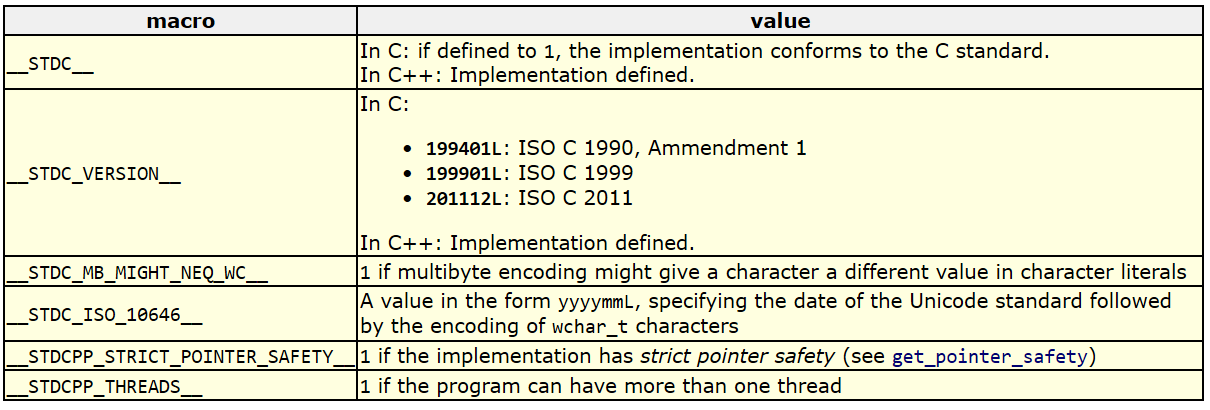 macro value
__STDC__ In C: if defined to 1, the implementation conforms to the C standard.
In C++: Implementation defined.
__STDC_VERSION__ In C:
• 199401L: ISO C 1990, Ammendment 1
• 199901L: ISO C 1999
• 201112L: ISO C 2011
In C++: Implementation defined.
__STDC_MB_MIGHT_NEQ_WC__ 1 if multibyte encoding might give a character a different value in character literals
__STDC_ISO_10646__ A value in the form yyyymmL, specifying the date of the Unicode standard followed
by the encoding of wchar_t characters
__STDCPP_STRICT_POINTER_SAFETY__ 1 if the implementation has strict pointer safety (see get_pointer_safety)
__STDCPP_THREADS__ 1 if the program can have more than one thread